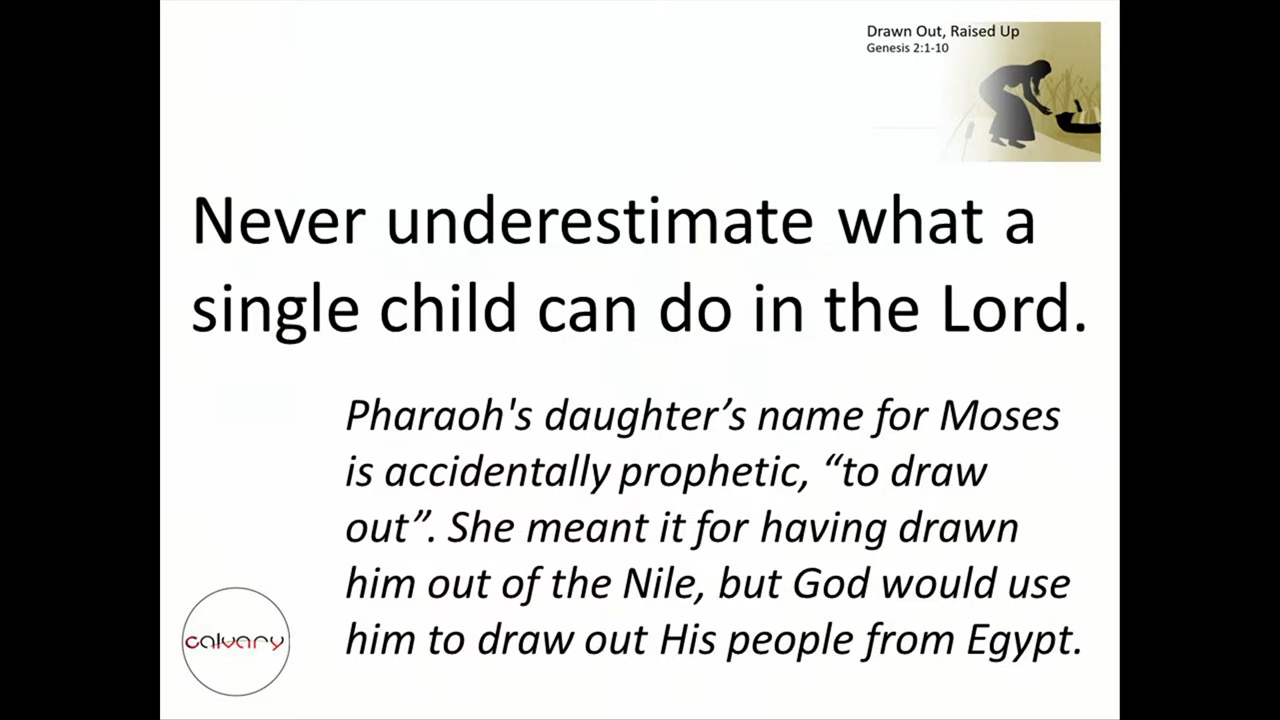 Drawn Out, Raised Up
Genesis 2:1-10
Never underestimate what a
single child can do in the Lord.
Pharaoh's daughter’s name for Moses
is accidentally prophetic, “to draw
out”. She meant it for having drawn
him out of the Nile, but God would use
him to draw out His people from Egypt.
calvary